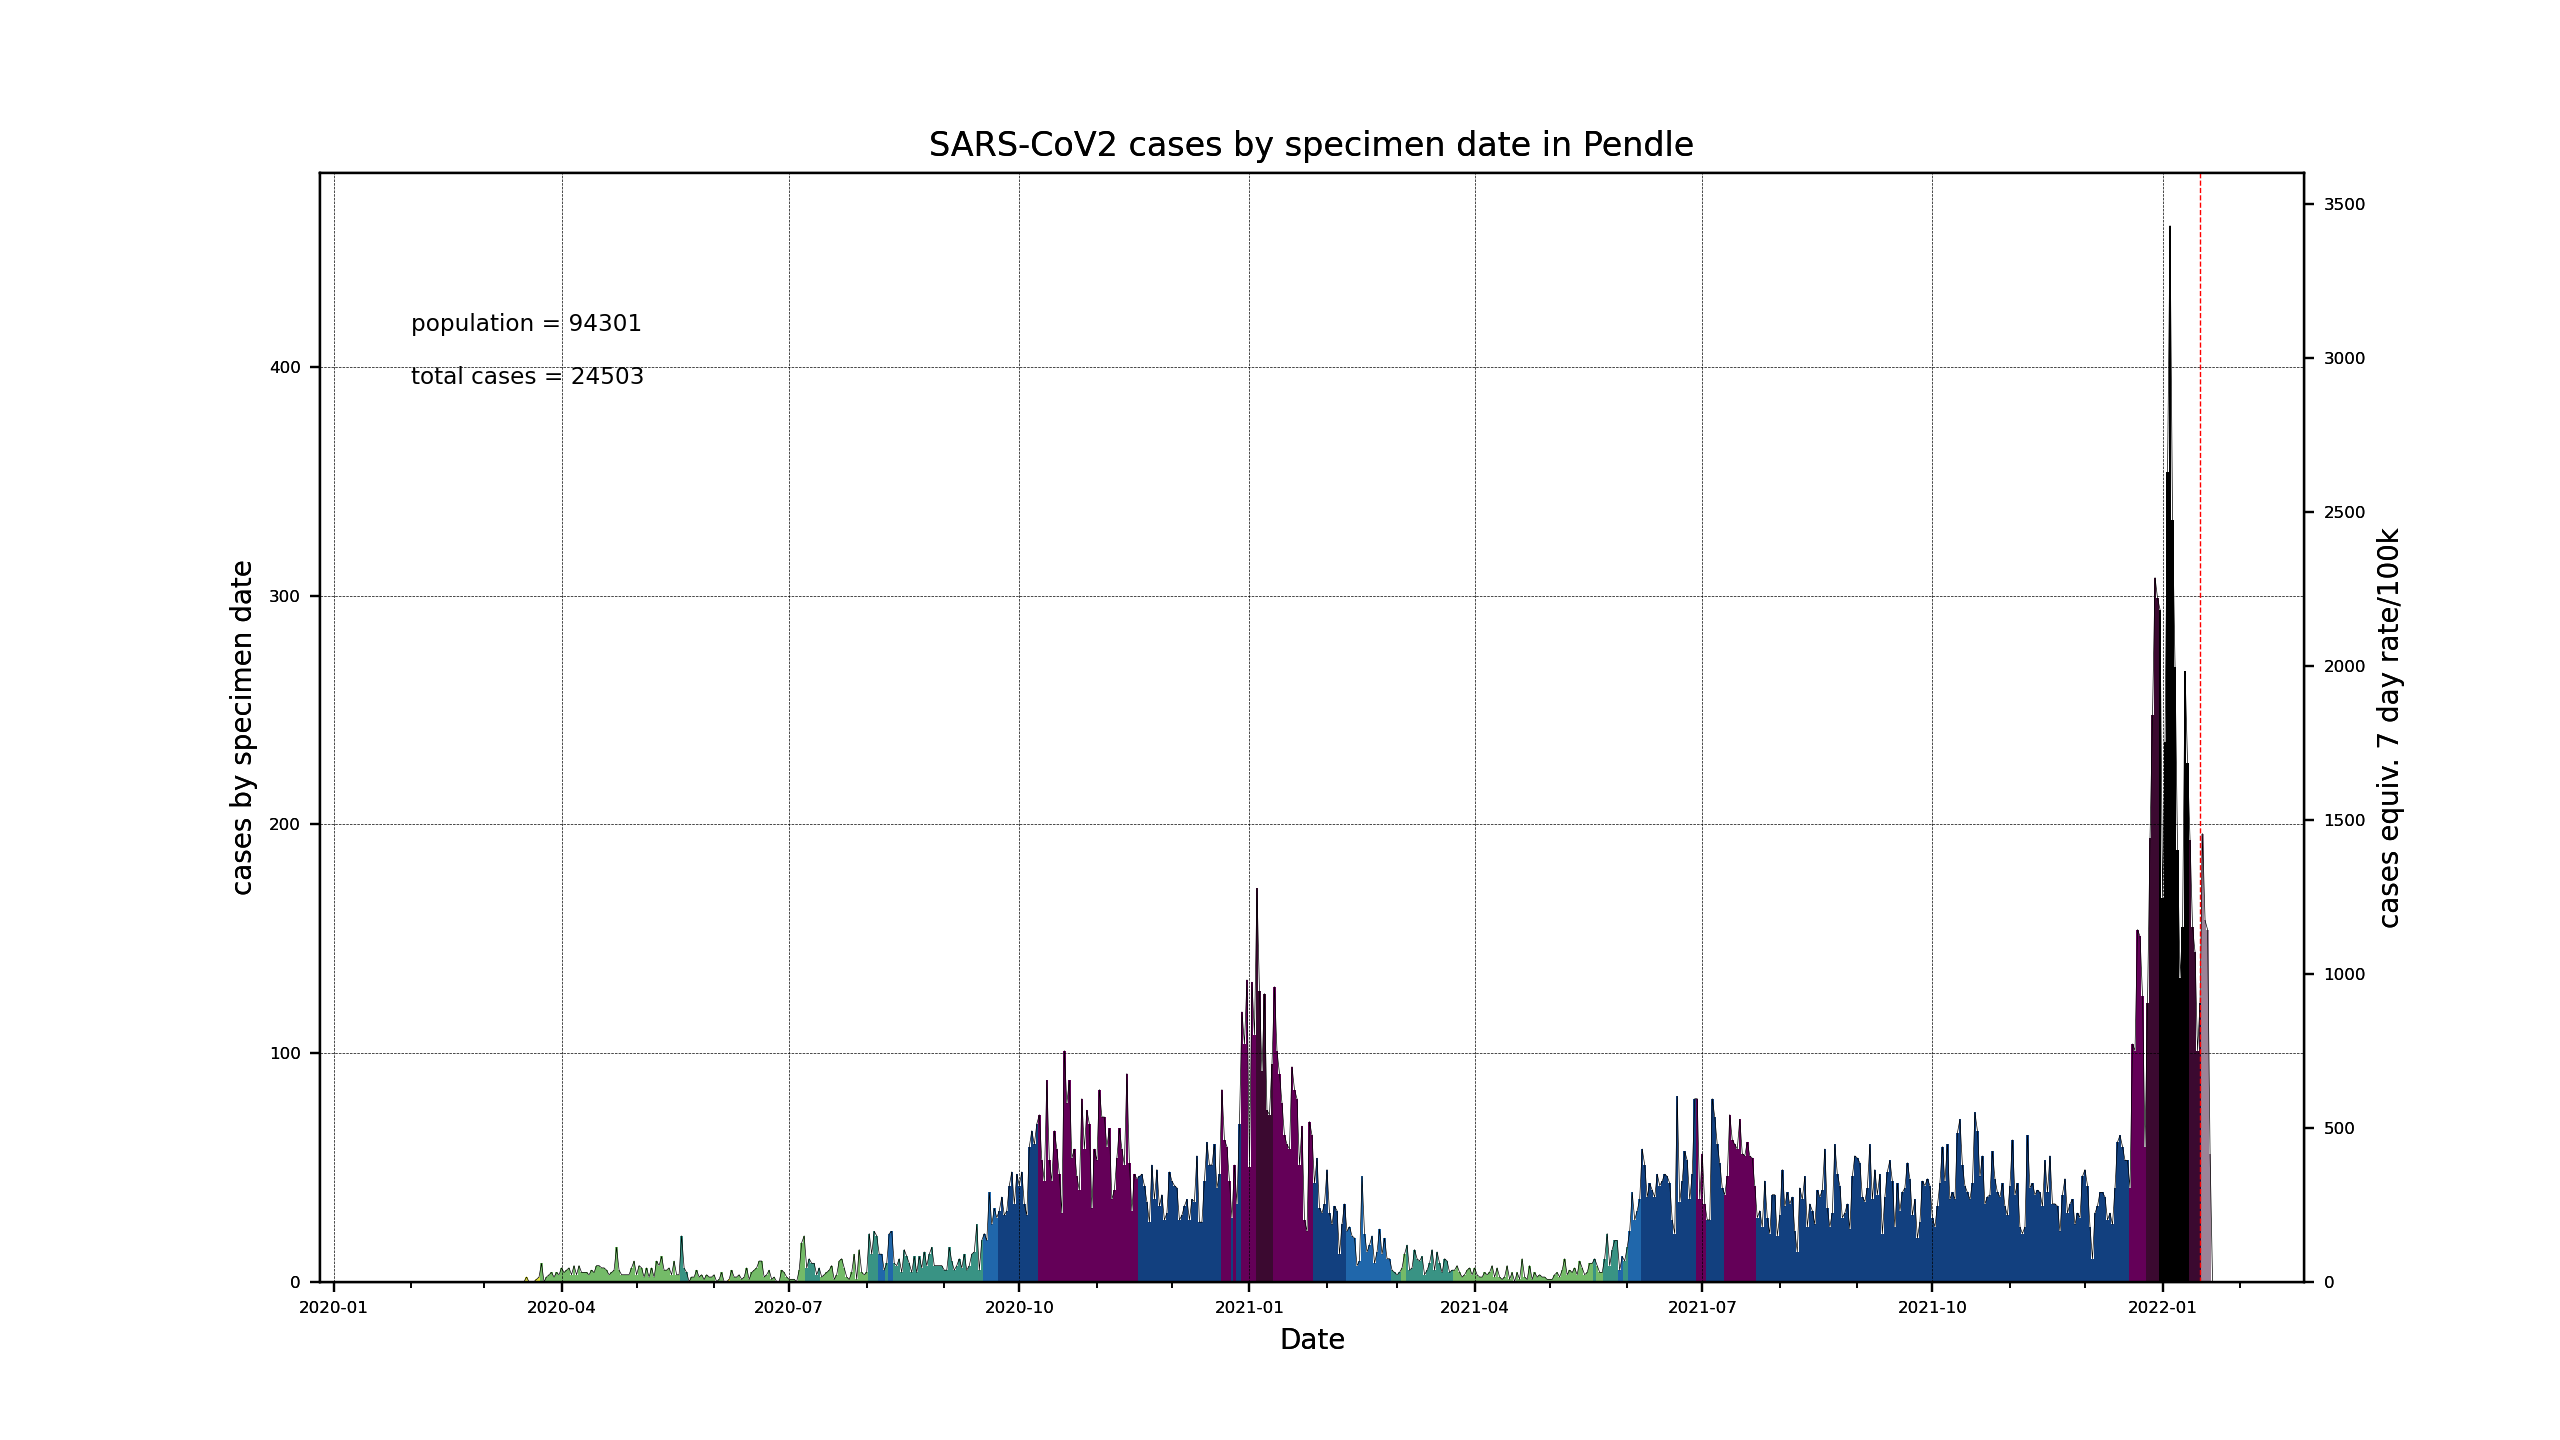 SARS-CoV2 cases by specimen date in Pendle
population = 94301
total cases = 24503
cases by specimen date
400
300
200
100
0
3500
3000
2500
2000
1500
1000
500
0
cases equiv. 7 day rate/100k
2020-01 2020-04 2020-07 2020-10 2021-01 2021-04 2021-07 2021-10 2022-01
Date